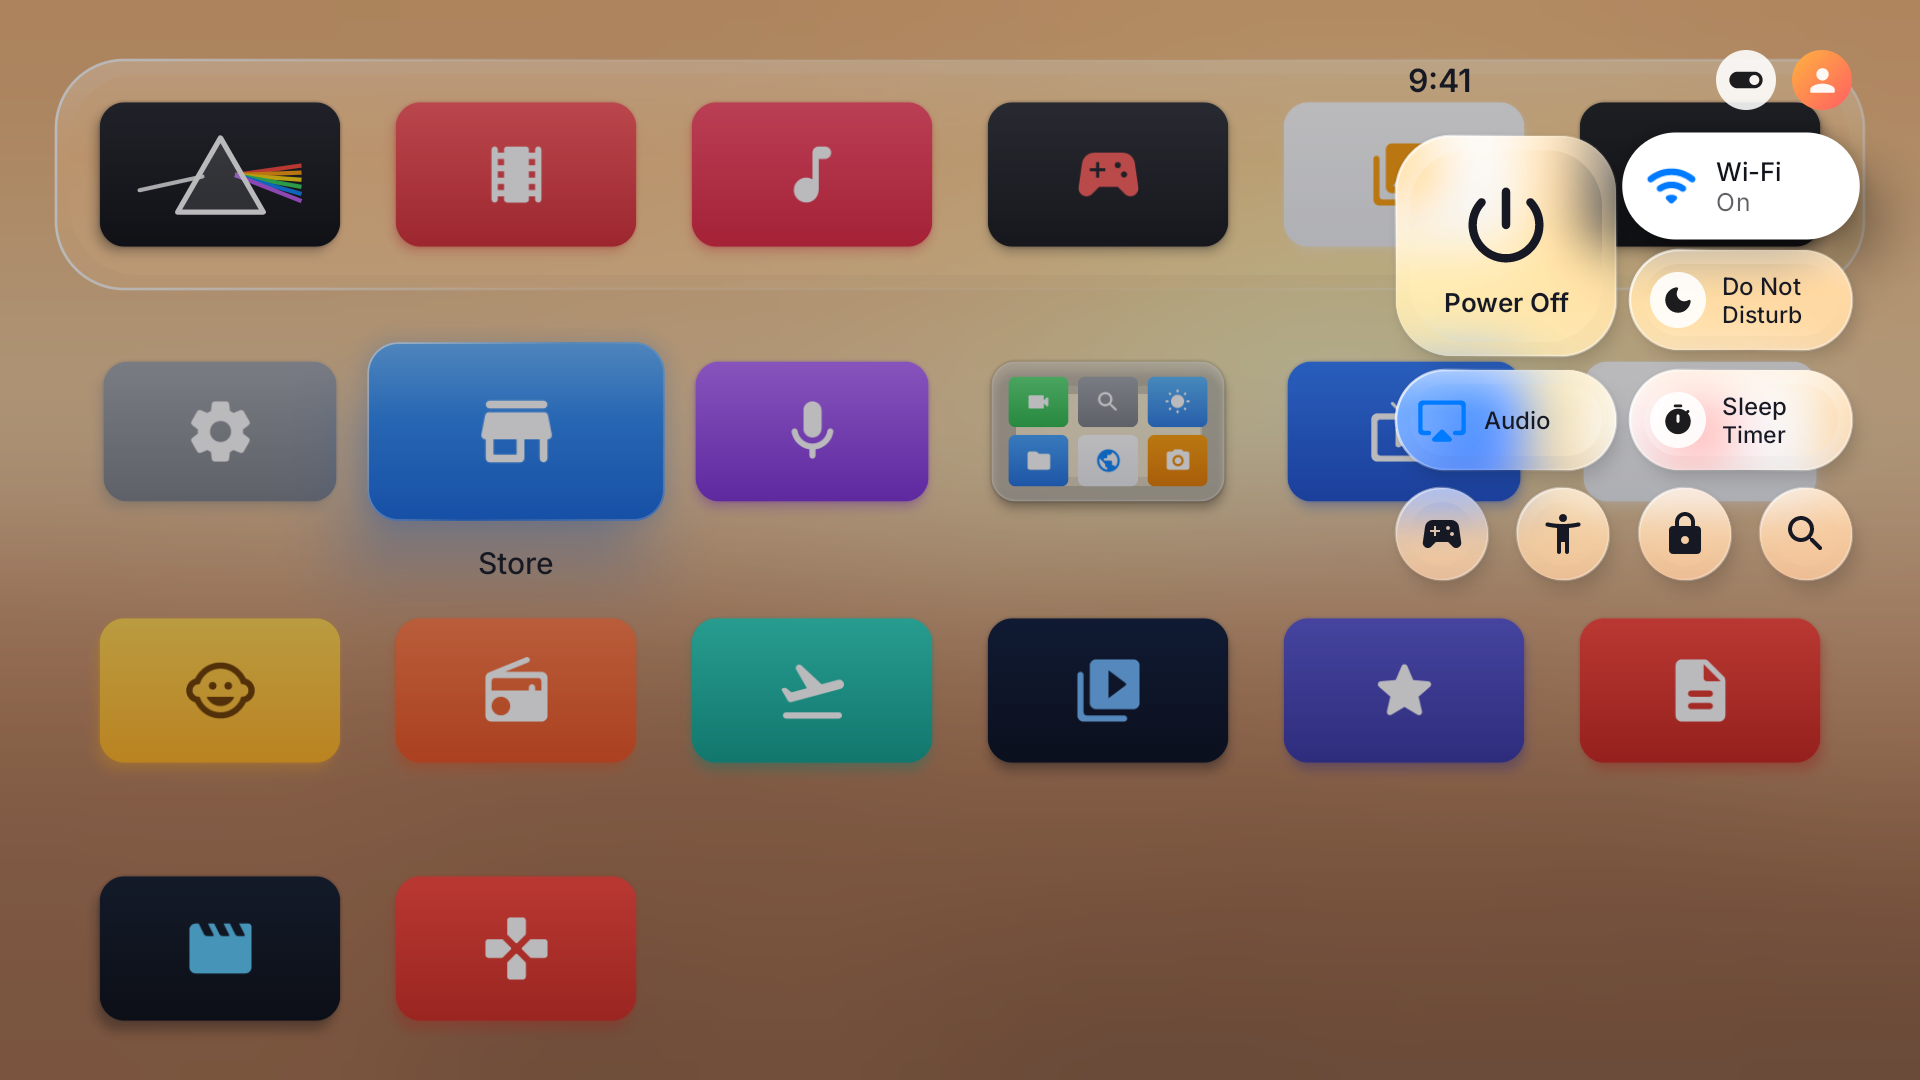 9:41
Wi-Fi
On
Power Off
Do Not
Disturb
Audio
Sleep
Timer
Store